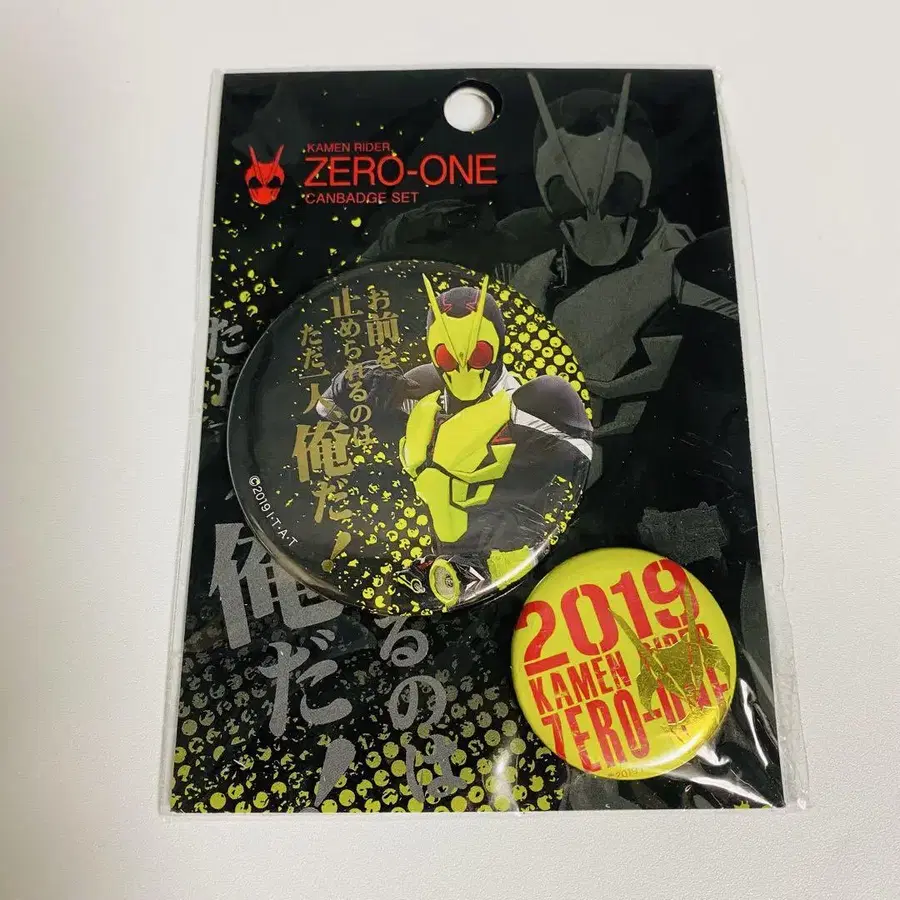 KAMEN RIDER
ZERO-ONE
CANBADGE SET
お前を
止められるのは
ただ一人、
俺だ!
©2019 I・T・A・T
2019
KAMEN RIDER
ZERO-ONE
るのは
俺だ!